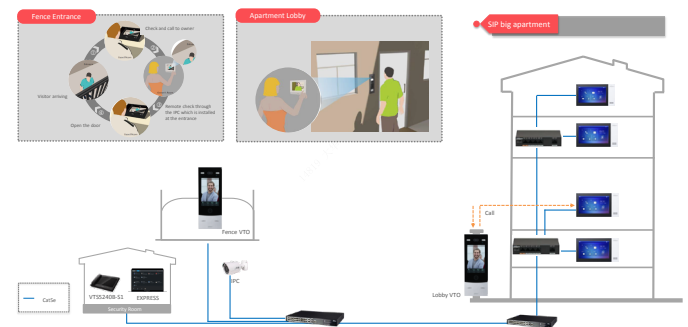 Fence Entrance
Check and call to owner
Visitor arriving
Remote check through
the IPC which is installed
at the entrance
Open the door
Apartment Lobby
SIP big apartment
Fence VTO
Call
IPC
VTS5240B-S1
EXPRESS
Lobby VTO
Cat5e
Security Room